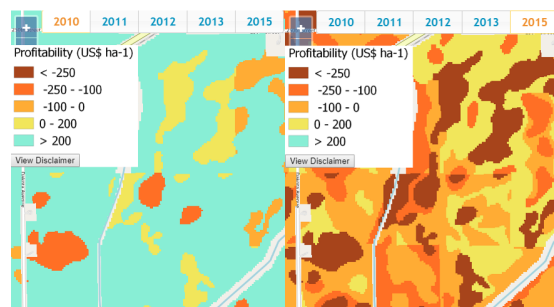 + 2010 2011 2012 2013 2015
Profitability (US$ ha-1)
< -250
-250 - -100
-100 - 0
0 - 200
> 200
View Disclaimer
+ 2010 2011 2012 2013 2015
Profitability (US$ ha-1)
< -250
-250 - -100
-100 - 0
0 - 200
> 200
View Disclaimer